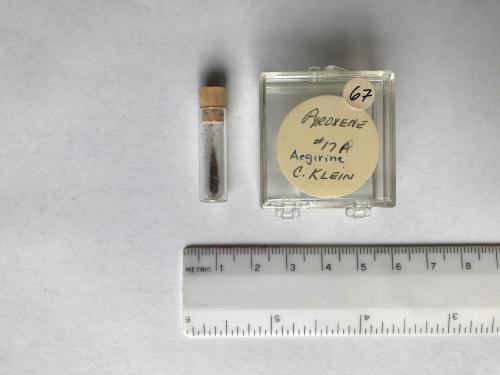 67
PYROXENE
#17A
Aegirine
C. KLEIN
METRIC 1 2 3 4 5 6 7 8
6 5 4 3